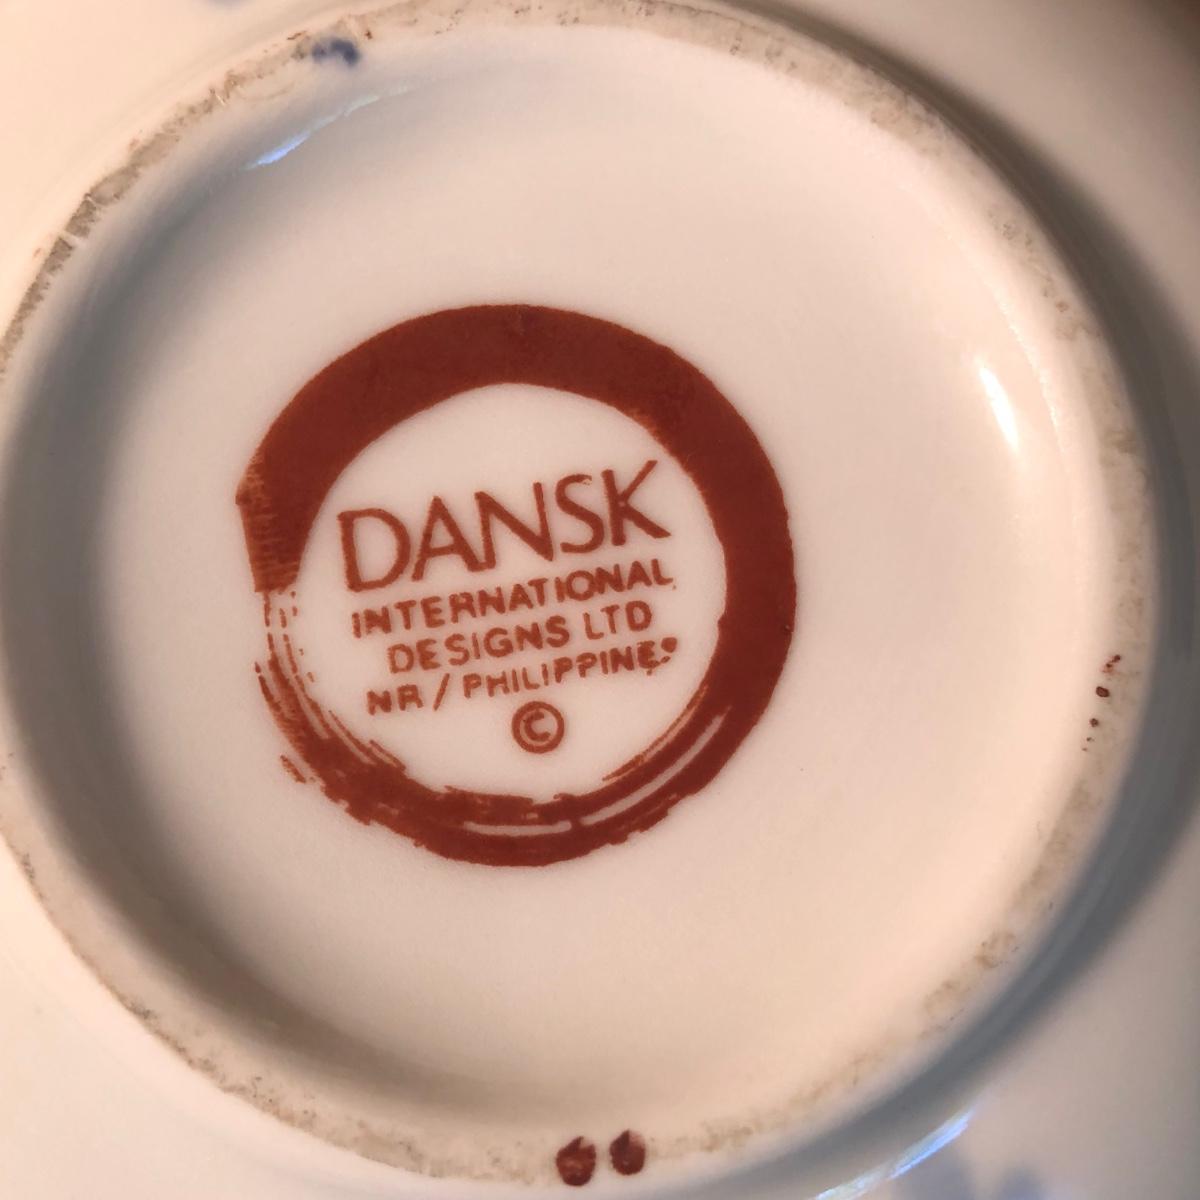 DANSK
INTERNATIONAL
DESIGNS LTD
NR/PHILIPPINES
©